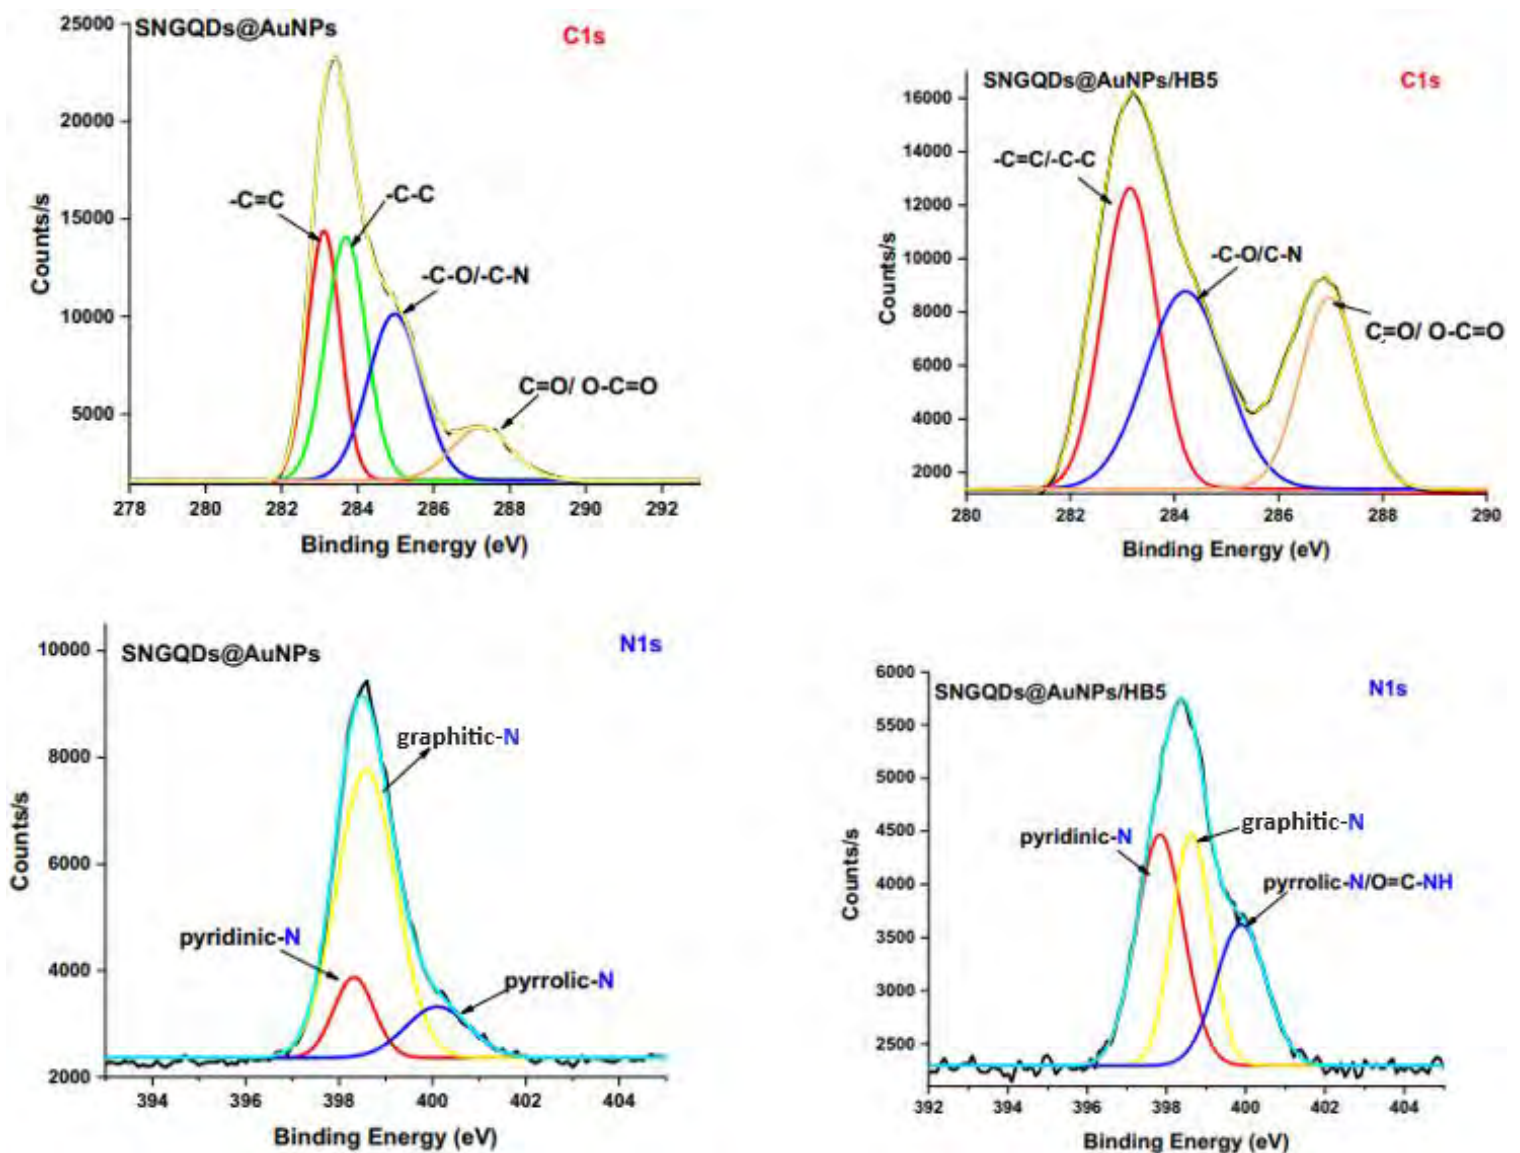 SNGQDs@AuNPs
C1s
25000
20000
15000
10000
5000
Counts/s
-C=C
-C-C
-C-O/-C-N
C=O/ O-C=O
278 280 282 284 286 288 290 292
Binding Energy (eV)
SNGQDs@AuNPs/HB5
C1s
16000
14000
12000
10000
8000
6000
4000
2000
Counts/s
-C=C/-C-C
-C-O/C-N
C=O/ O-C=O
280 282 284 286 288 290
Binding Energy (eV)
SNGQDs@AuNPs
N1s
10000
8000
6000
4000
2000
Counts/s
graphitic-N
pyridinic-N
pyrrolic-N
394 396 398 400 402 404
Binding Energy (eV)
SNGQDs@AuNPs/HB5
N1s
6000
5500
5000
4500
4000
3500
3000
2500
Counts/s
pyridinic-N
graphitic-N
pyrrolic-N/O=C-NH
392 394 396 398 400 402 404
Binding Energy (eV)